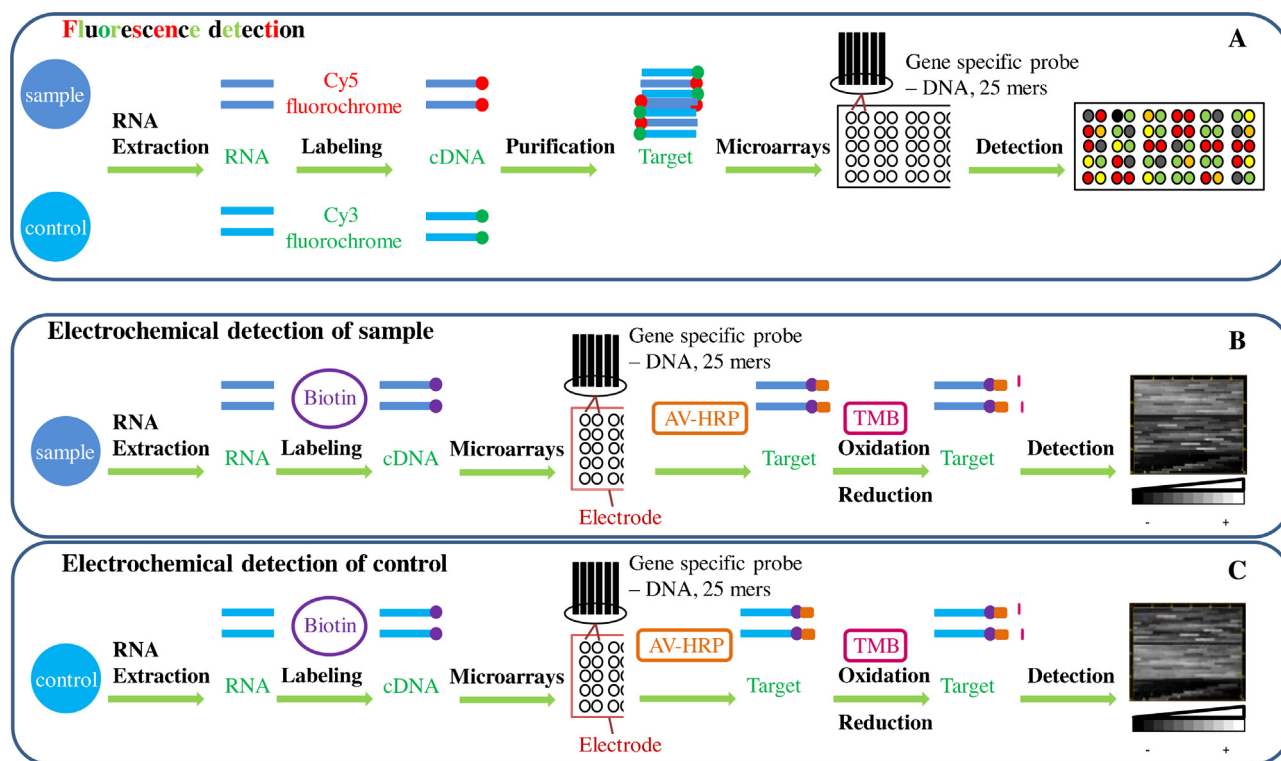 Fluorescence detection
A
sample
control
RNA
Extraction
RNA
Cy5
fluorochrome
Labeling
Cy3
fluorochrome
cDNA
Purification
Target
Microarrays
Gene specific probe
– DNA, 25 mers
Detection
Electrochemical detection of sample
B
sample
RNA
Extraction
RNA
Biotin
Labeling
cDNA
Microarrays
Gene specific probe
– DNA, 25 mers
Electrode
AV-HRP
Target
TMB
Oxidation
Reduction
Target
Detection
- +
Electrochemical detection of control
C
control
RNA
Extraction
RNA
Biotin
Labeling
cDNA
Microarrays
Gene specific probe
– DNA, 25 mers
Electrode
AV-HRP
Target
TMB
Oxidation
Reduction
Target
Detection
- +